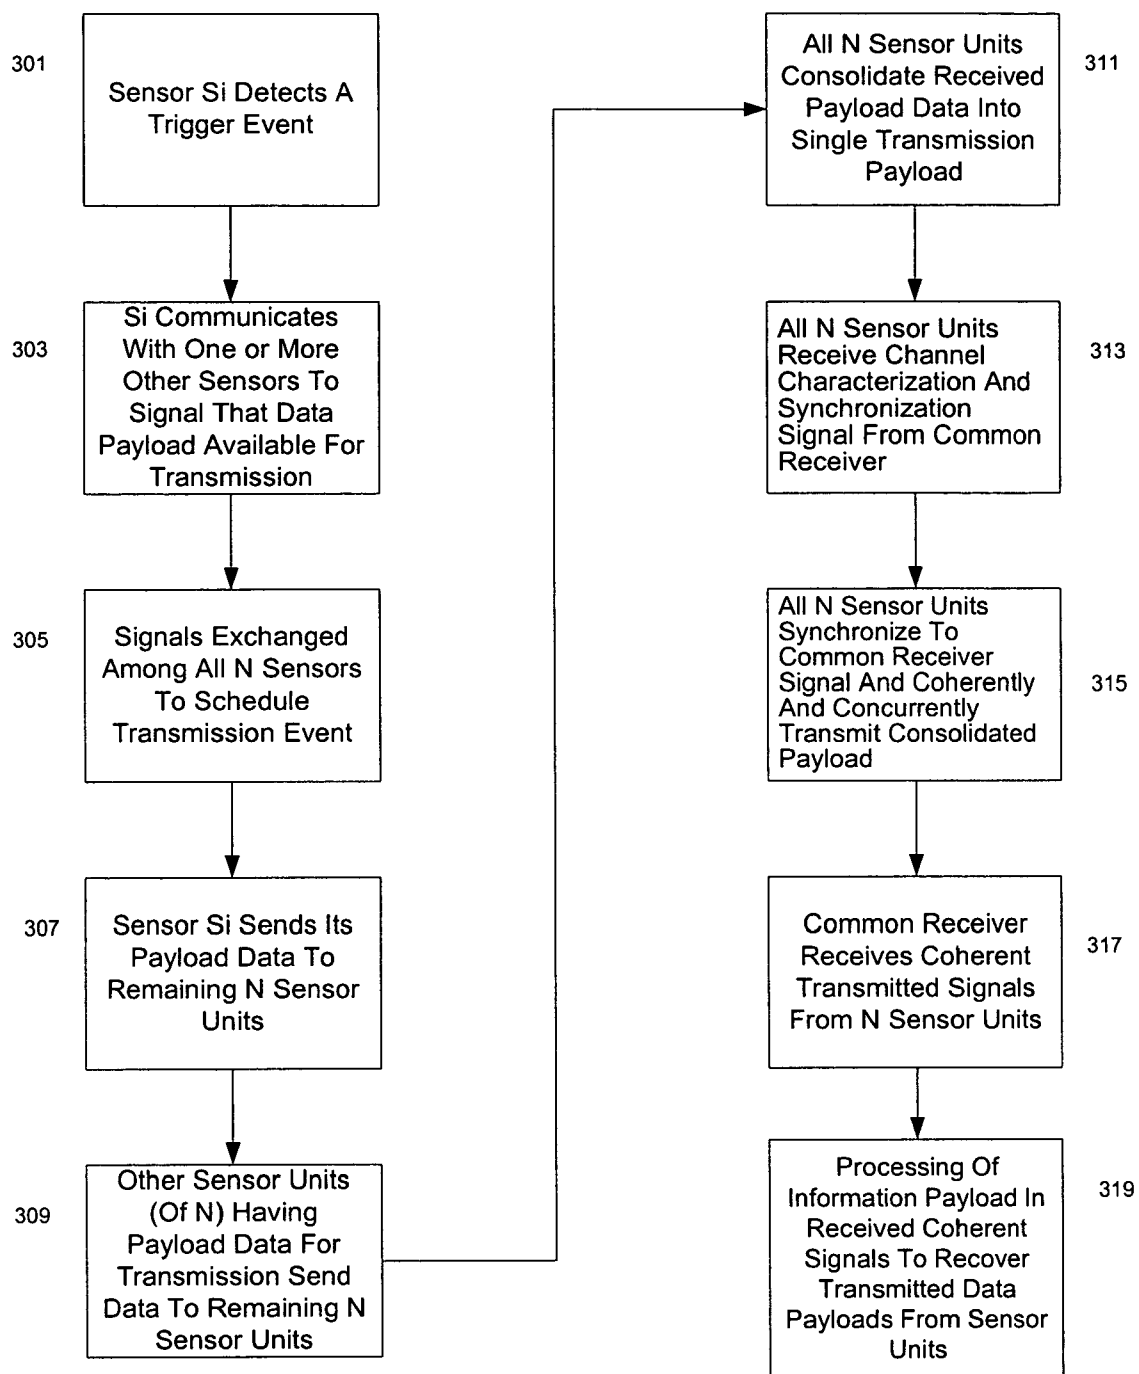 301
Sensor Si Detects A
Trigger Event
303
Si Communicates
With One or More
Other Sensors To
Signal That Data
Payload Available For
Transmission
305
Signals Exchanged
Among All N Sensors
To Schedule
Transmission Event
307
Sensor Si Sends Its
Payload Data To
Remaining N Sensor
Units
309
Other Sensor Units
(Of N) Having
Payload Data For
Transmission Send
Data To Remaining N
Sensor Units
311
All N Sensor Units
Consolidate Received
Payload Data Into
Single Transmission
Payload
313
All N Sensor Units
Receive Channel
Characterization And
Synchronization
Signal From Common
Receiver
315
All N Sensor Units
Synchronize To
Common Receiver
Signal And Coherently
And Concurrently
Transmit Consolidated
Payload
317
Common Receiver
Receives Coherent
Transmitted Signals
From N Sensor Units
319
Processing Of
Information Payload In
Received Coherent
Signals To Recover
Transmitted Data
Payloads From Sensor
Units